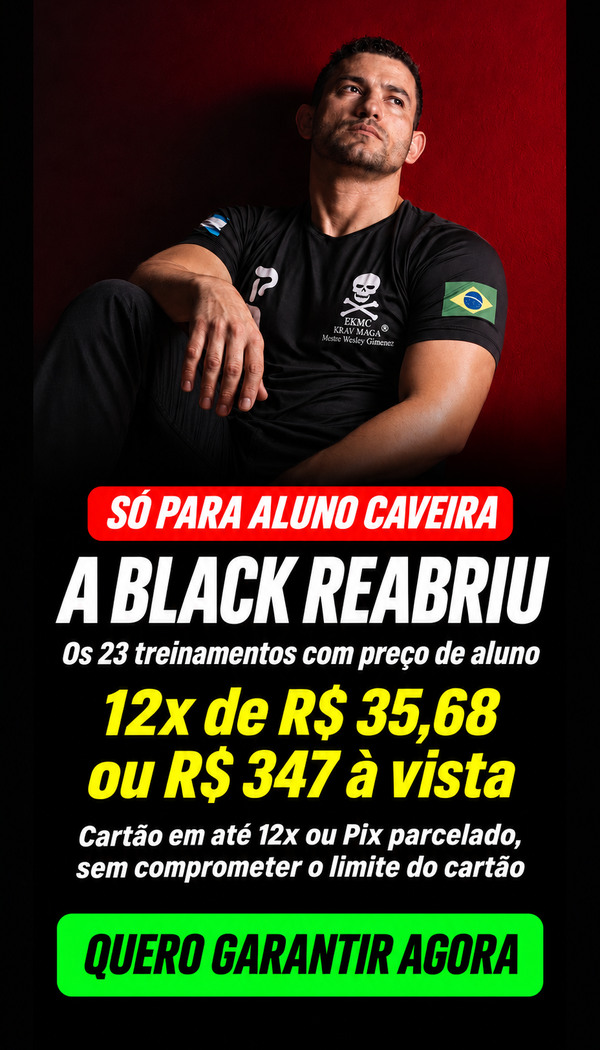 EKMC
KRAV MAGA®
Mestre Wesley Gimenez
SÓ PARA ALUNO CAVEIRA
A BLACK REABRIU
Os 23 treinamentos com preço de aluno
12x de R$ 35,68
ou R$ 347 à vista
Cartão em até 12x ou Pix parcelado,
sem comprometer o limite do cartão
QUERO GARANTIR AGORA